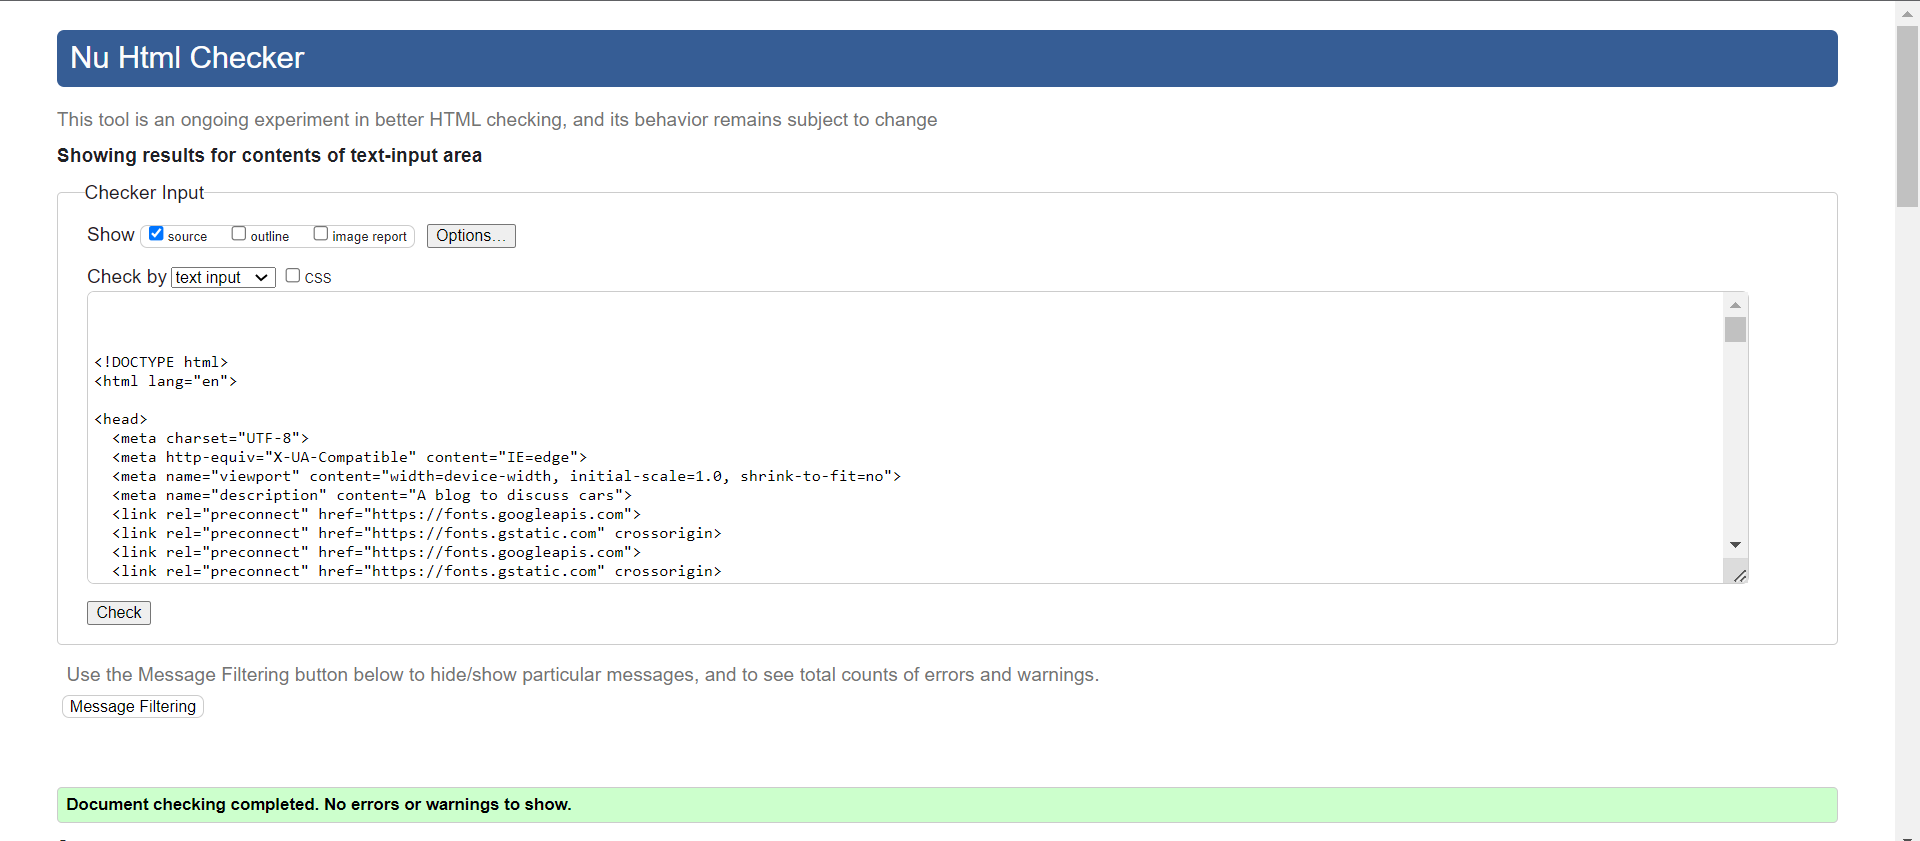 Nu Html Checker
This tool is an ongoing experiment in better HTML checking, and its behavior remains subject to change
Showing results for contents of text-input area
Checker Input
Show source outline image report Options...
Check by text input CSS
<!DOCTYPE html>
<html lang="en">
<head>
<meta charset="UTF-8">
<meta http-equiv="X-UA-Compatible" content="IE=edge">
<meta name="viewport" content="width=device-width, initial-scale=1.0, shrink-to-fit=no">
<meta name="description" content="A blog to discuss cars">
<link rel="preconnect" href="https://fonts.googleapis.com">
<link rel="preconnect" href="https://fonts.gstatic.com" crossorigin>
<link rel="preconnect" href="https://fonts.googleapis.com">
<link rel="preconnect" href="https://fonts.gstatic.com" crossorigin>
Check
Use the Message Filtering button below to hide/show particular messages, and to see total counts of errors and warnings.
Message Filtering
Document checking completed. No errors or warnings to show.